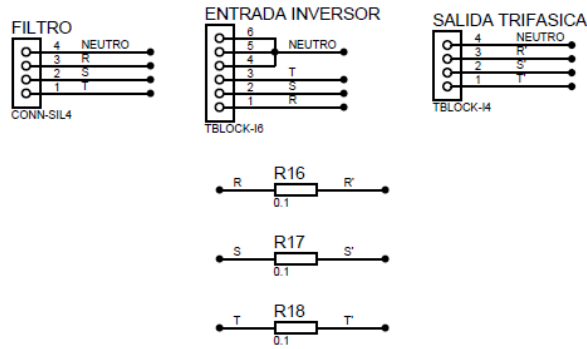 FILTRO
4 NEUTRO
3 R
2 S
1 T
CONN-SIL4
ENTRADA INVERSOR
6
5 NEUTRO
4
3 T
2 S
1 R
TBLOCK-I6
SALIDA TRIFASICA
4 NEUTRO
3 R'
2 S'
1 T'
TBLOCK-I4
R16
R R'
0.1
R17
S S'
0.1
R18
T T'
0.1